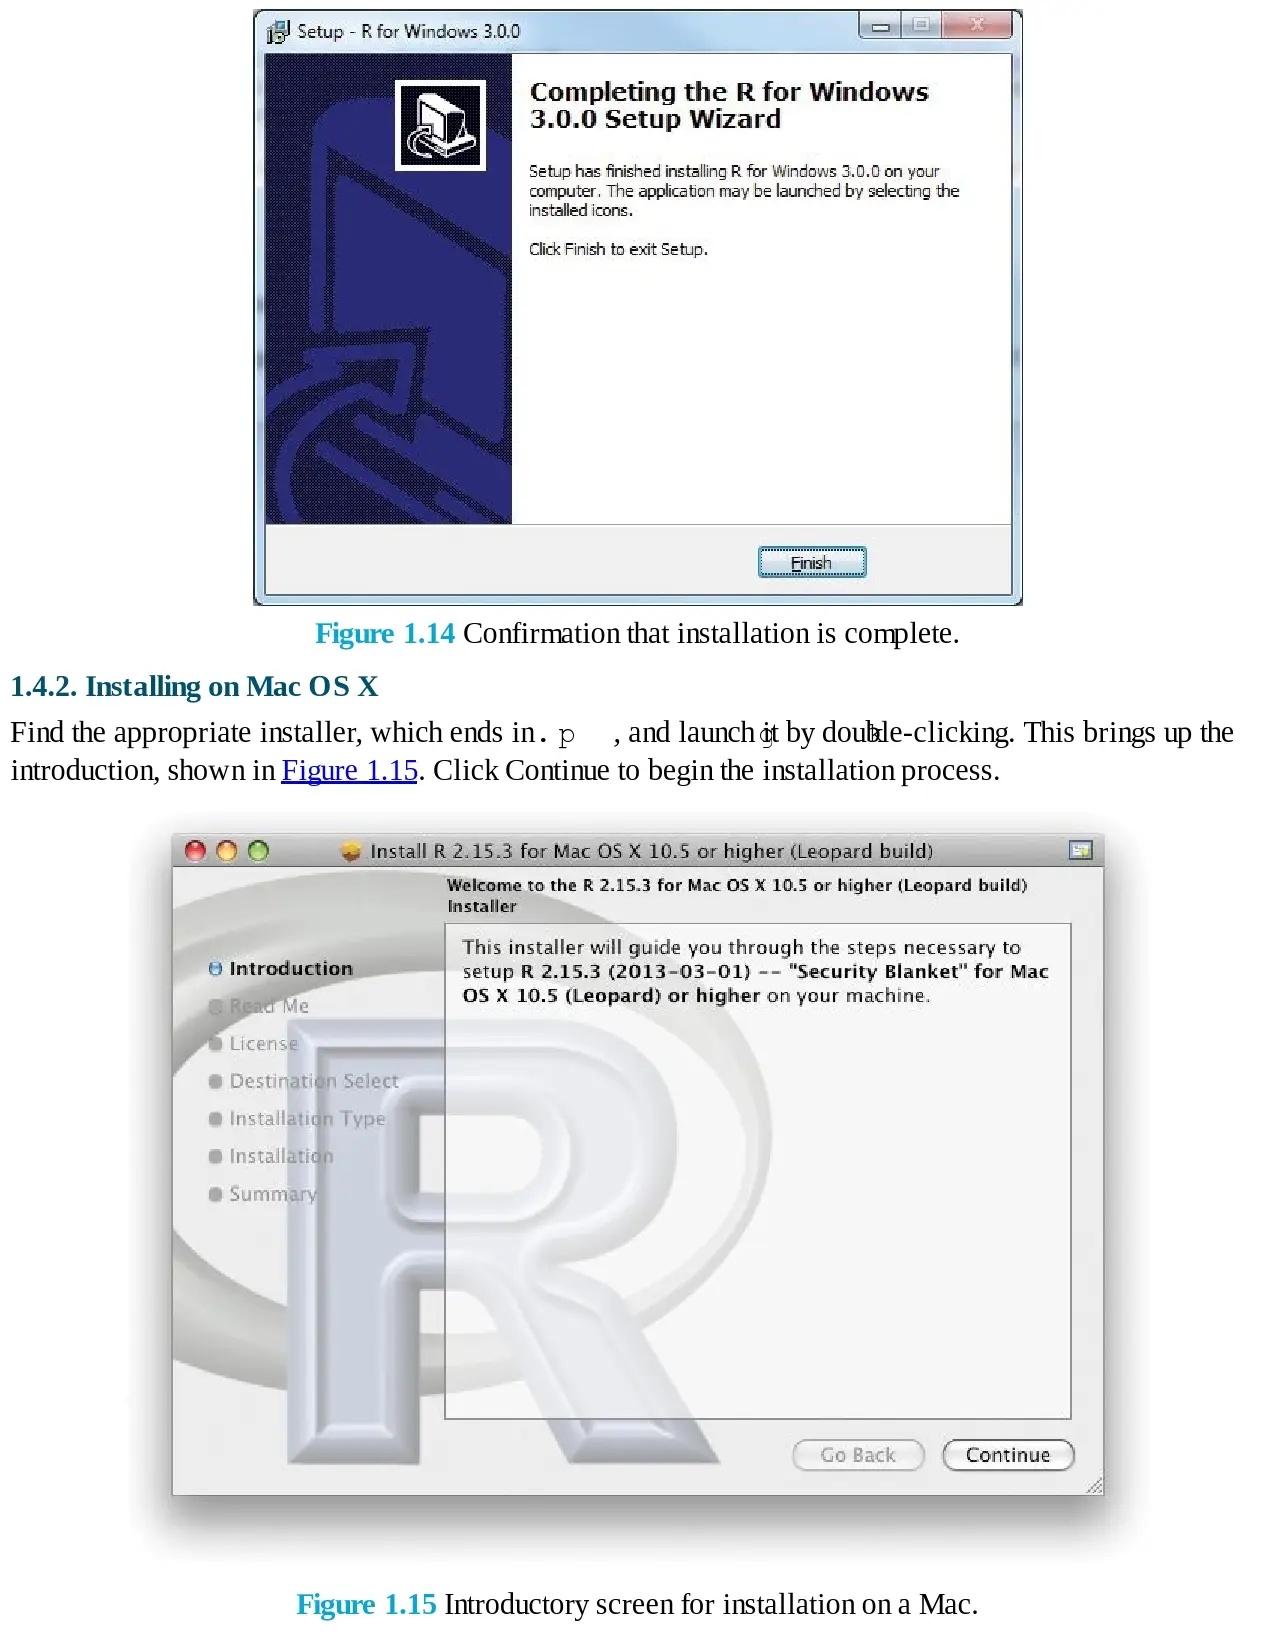 Setup - R for Windows 3.0.0
Completing the R for Windows
3.0.0 Setup Wizard
Setup has finished installing R for Windows 3.0.0 on your
computer. The application may be launched by selecting the
installed icons.
Click Finish to exit Setup.
Finish
Figure 1.14 Confirmation that installation is complete.
1.4.2. Installing on Mac OS X
Find the appropriate installer, which ends in .pkg, and launch it by double-clicking. This brings up the
introduction, shown in Figure 1.15. Click Continue to begin the installation process.
Install R 2.15.3 for Mac OS X 10.5 or higher (Leopard build)
Welcome to the R 2.15.3 for Mac OS X 10.5 or higher (Leopard build)
Installer
This installer will guide you through the steps necessary to
setup R 2.15.3 (2013-03-01) -- "Security Blanket" for Mac
OS X 10.5 (Leopard) or higher on your machine.
Introduction
Read Me
License
Destination Select
Installation Type
Installation
Summary
R
Go Back
Continue
Figure 1.15 Introductory screen for installation on a Mac.